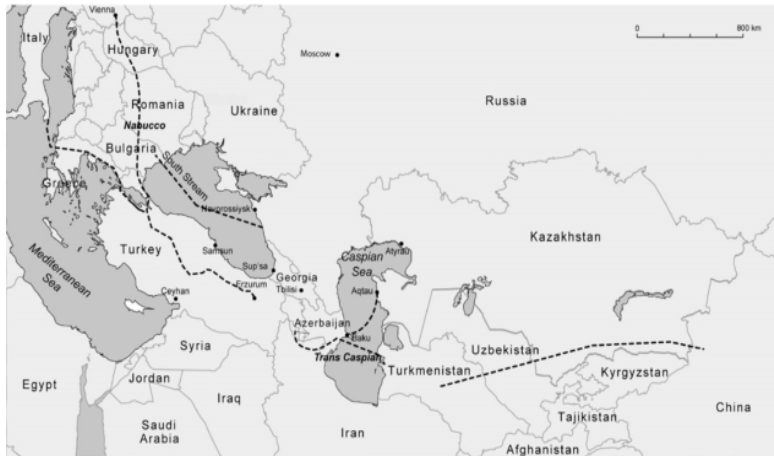 Vienna
Italy
Hungary
Moscow
0 800 km
Romania
Ukraine
Russia
Nabucco
Bulgaria
South Stream
Greece
Novorossiysk
Kazakhstan
Turkey
Samsun
Atyrau
Caspian
Sea
Mediterranean
Sea
Sup'sa
Georgia
Tbilisi
Erzurum
Ceyhan
Aqtau
Azerbaijan
Baku
Uzbekistan
Syria
Trans Caspian
Turkmenistan
Kyrgyzstan
Egypt
Jordan
Iraq
China
Tajikistan
Saudi
Arabia
Iran
Afghanistan